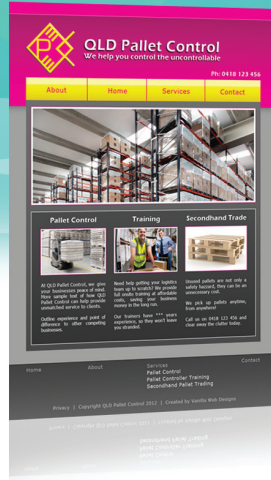 QLD Pallet Control
We help you control the uncontrollable
Ph: 0418 123 456
About Home Services Contact
Pallet Control
At QLD Pallet Control, we give
your businesses peace of mind.
More sample text of how QLD
Pallet Control can help provide
unmatched service to clients.
Outline experience and point of
difference to other competing
businesses.
Training
Need help getting your logistics
team up to scratch? We provide
full onsite training at affordable
costs, saving your business
money in the long run.
Our trainers have *** years
experience, so they won't leave
you stranded.
Secondhand Trade
Unused pallets are not only a
safety hazzard, they can be an
unnecessary cost.
We pick up pallets anytime,
from anywhere!
Call us on 0418 123 456 and
clear away the clutter today.
Home About Services Contact
Pallet Control
Pallet Controller Training
Secondhand Pallet Trading
Privacy | Copyright QLD Pallet Control 2012 | Created by Vanilla Web Designs